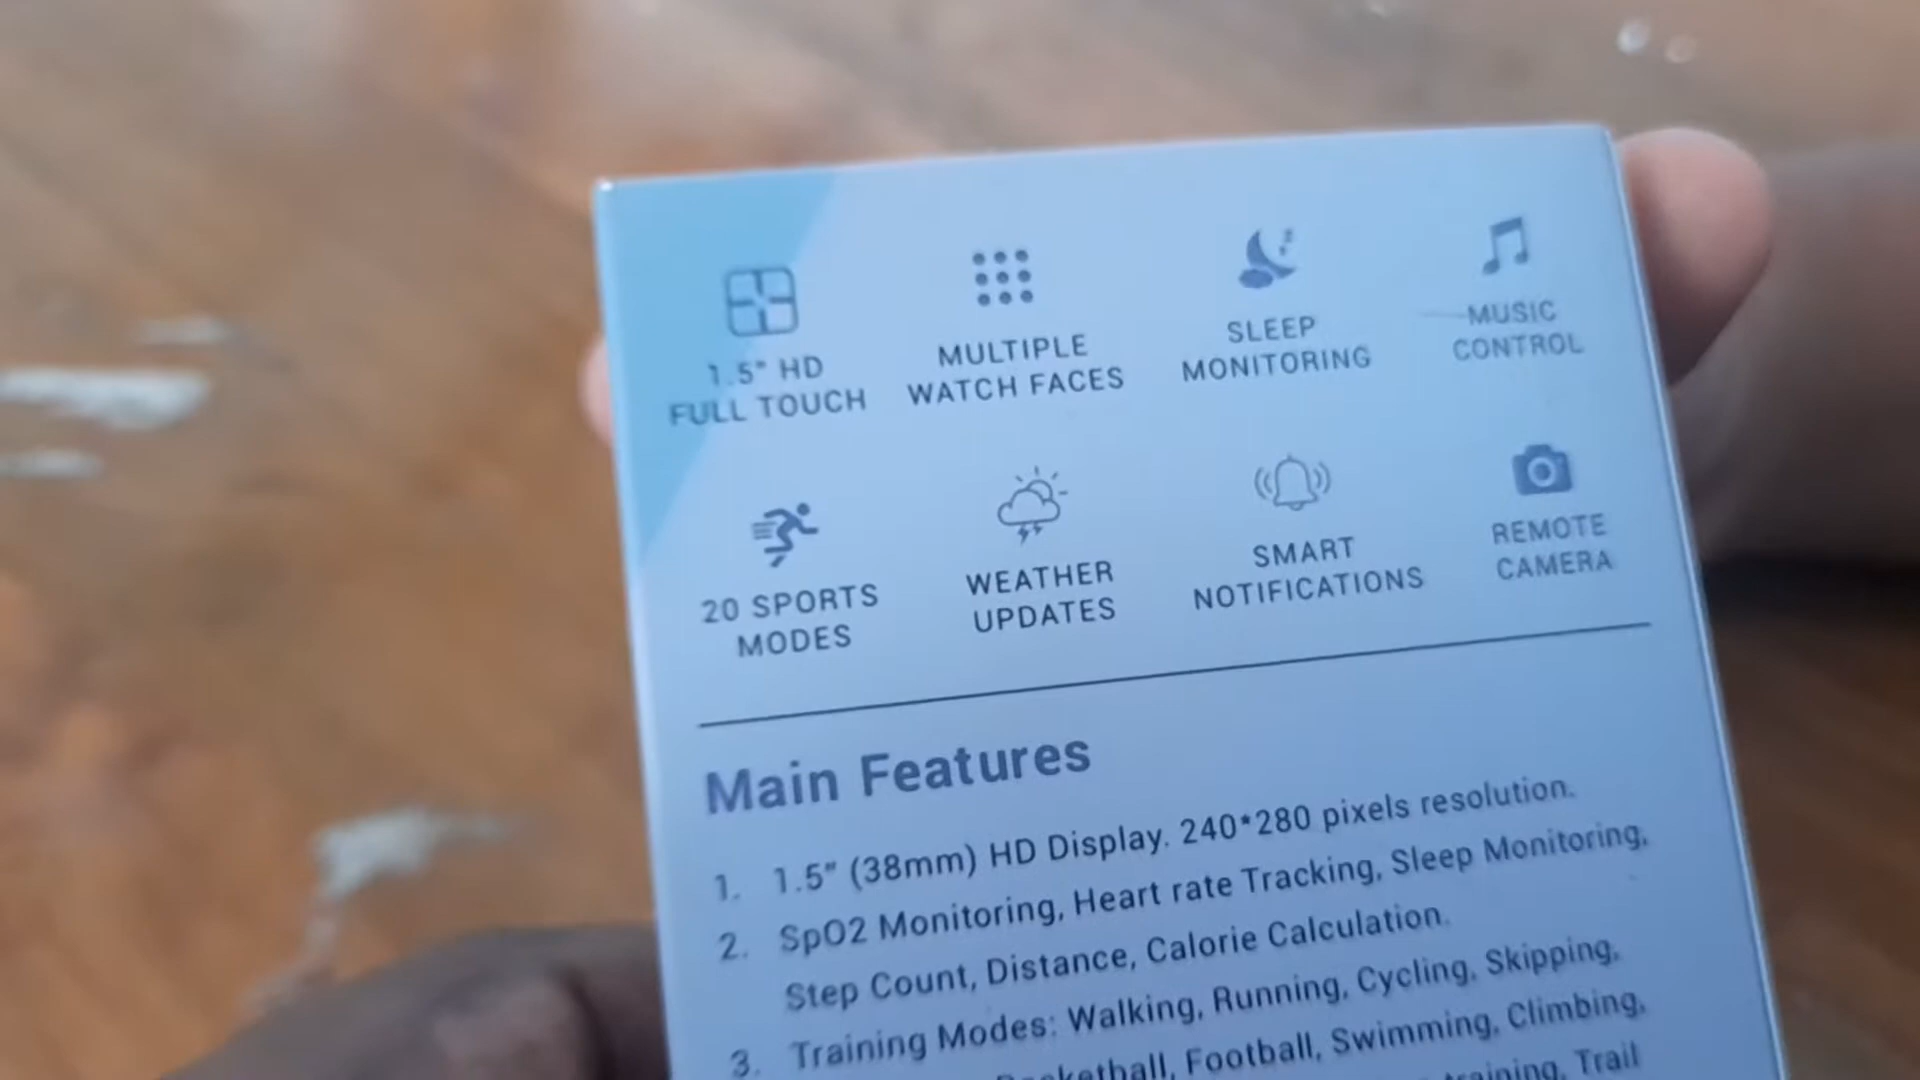 1.5" HD
FULL TOUCH
MULTIPLE
WATCH FACES
SLEEP
MONITORING
MUSIC
CONTROL
20 SPORTS
MODES
WEATHER
UPDATES
SMART
NOTIFICATIONS
REMOTE
CAMERA
Main Features
1. 1.5" (38mm) HD Display. 240*280 pixels resolution.
2. SpO2 Monitoring, Heart rate Tracking, Sleep Monitoring,
Step Count, Distance, Calorie Calculation.
3. Training Modes: Walking, Running, Cycling, Skipping,
Football, Swimming, Climbing,
Trail